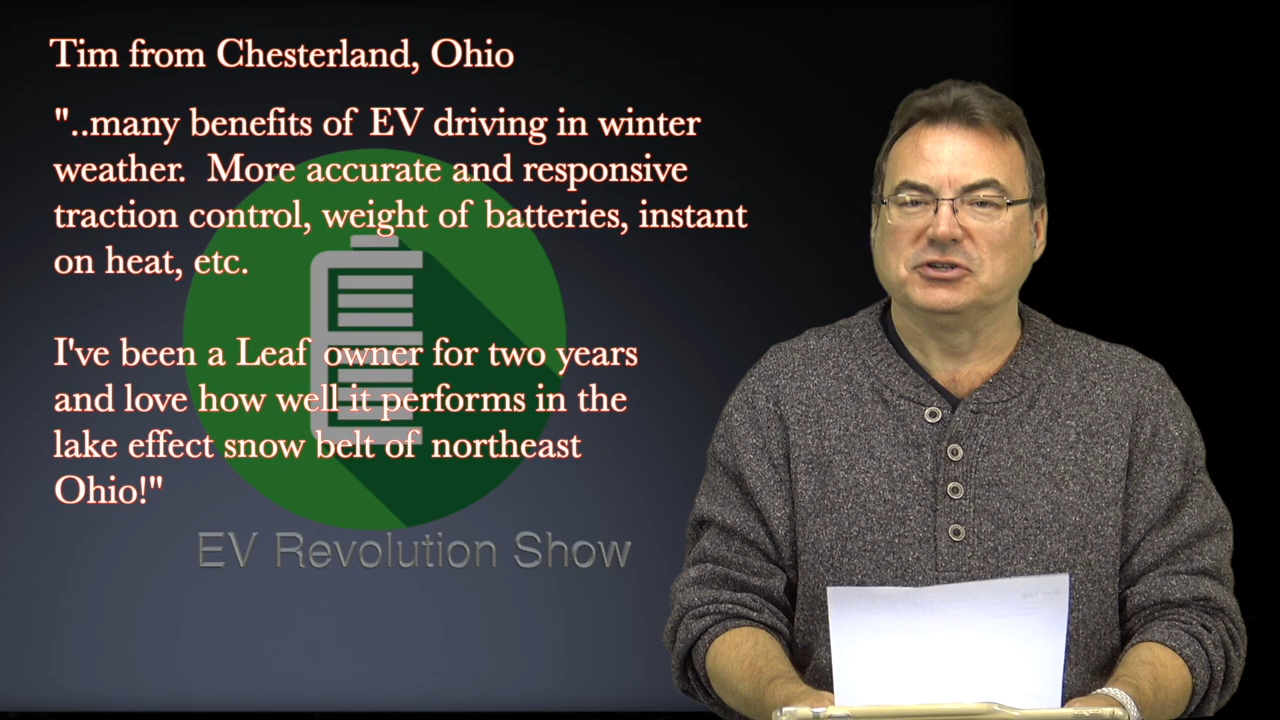 Tim from Chesterland, Ohio
"..many benefits of EV driving in winter
weather. More accurate and responsive
traction control, weight of batteries, instant
on heat, etc.
I've been a Leaf owner for two years
and love how well it performs in the
lake effect snow belt of northeast
Ohio!"
EV Revolution Show